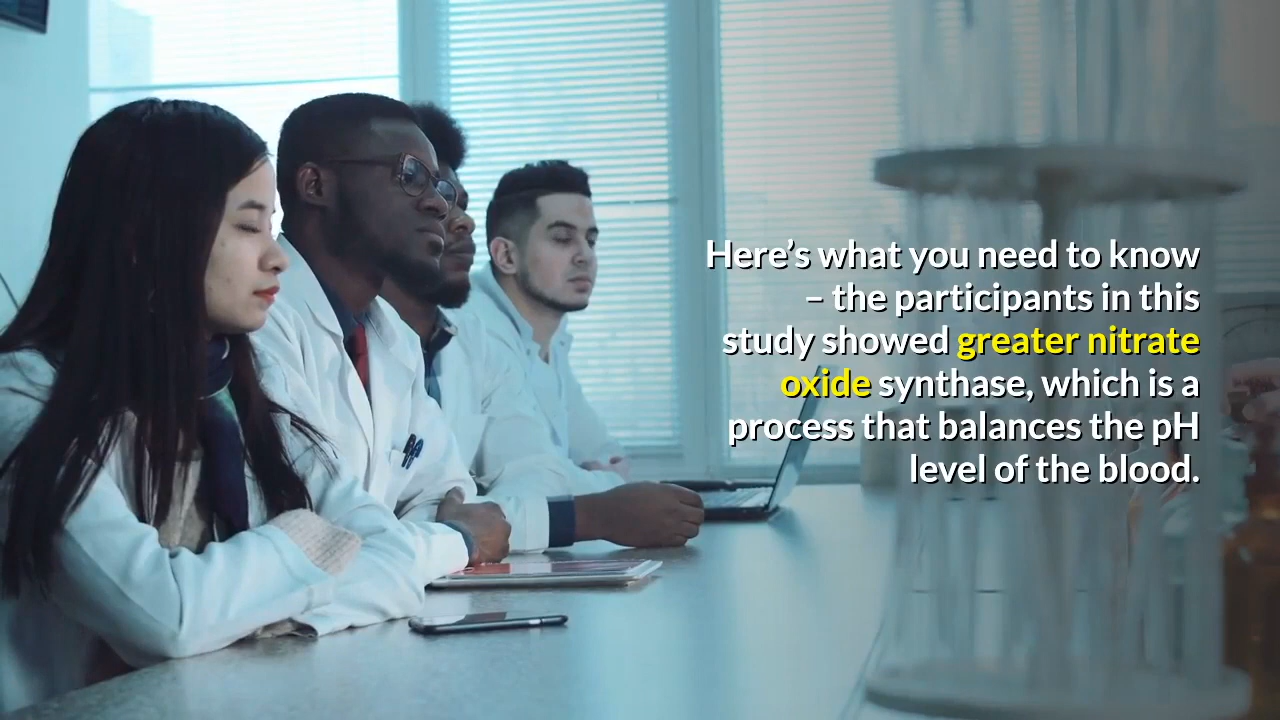 Here’s what you need to know
– the participants in this
study showed greater nitrate
oxide synthase, which is a
process that balances the pH
level of the blood.